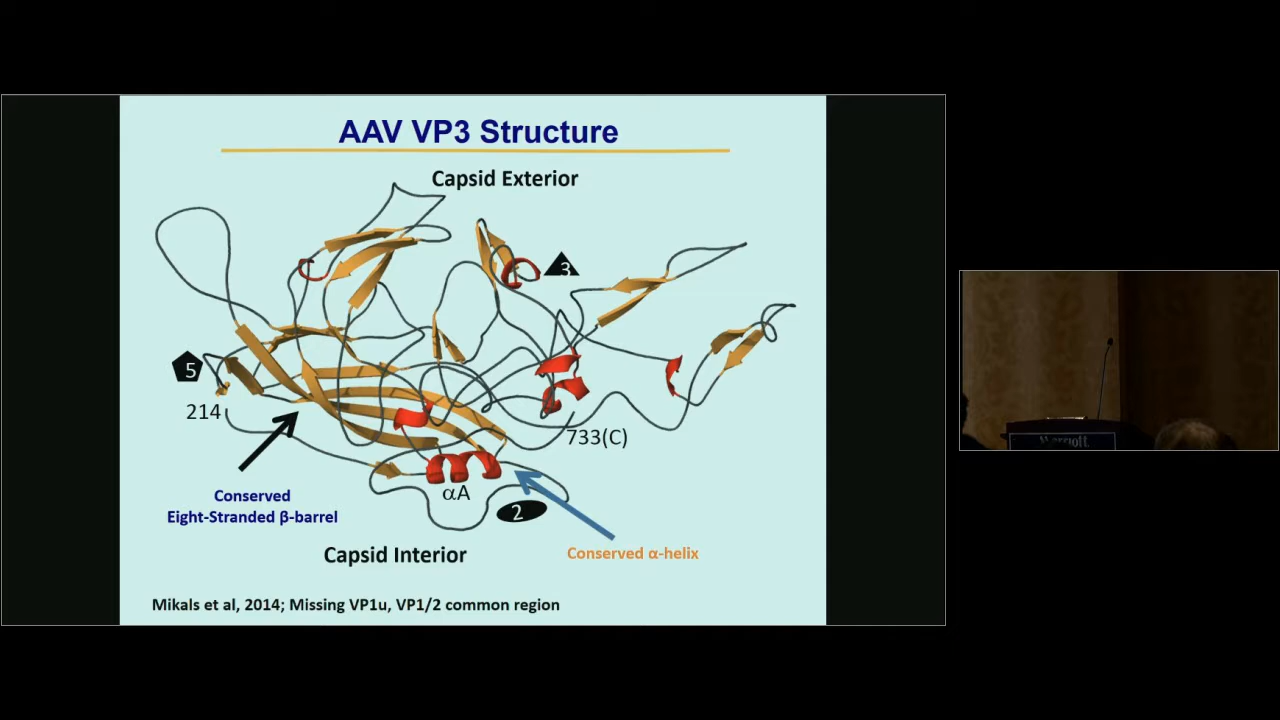 AAV VP3 Structure
Capsid Exterior
3
5
214
733(C)
αA
2
Conserved
Eight-Stranded β-barrel
Conserved α-helix
Capsid Interior
Mikals et al, 2014; Missing VP1u, VP1/2 common region
Marriott